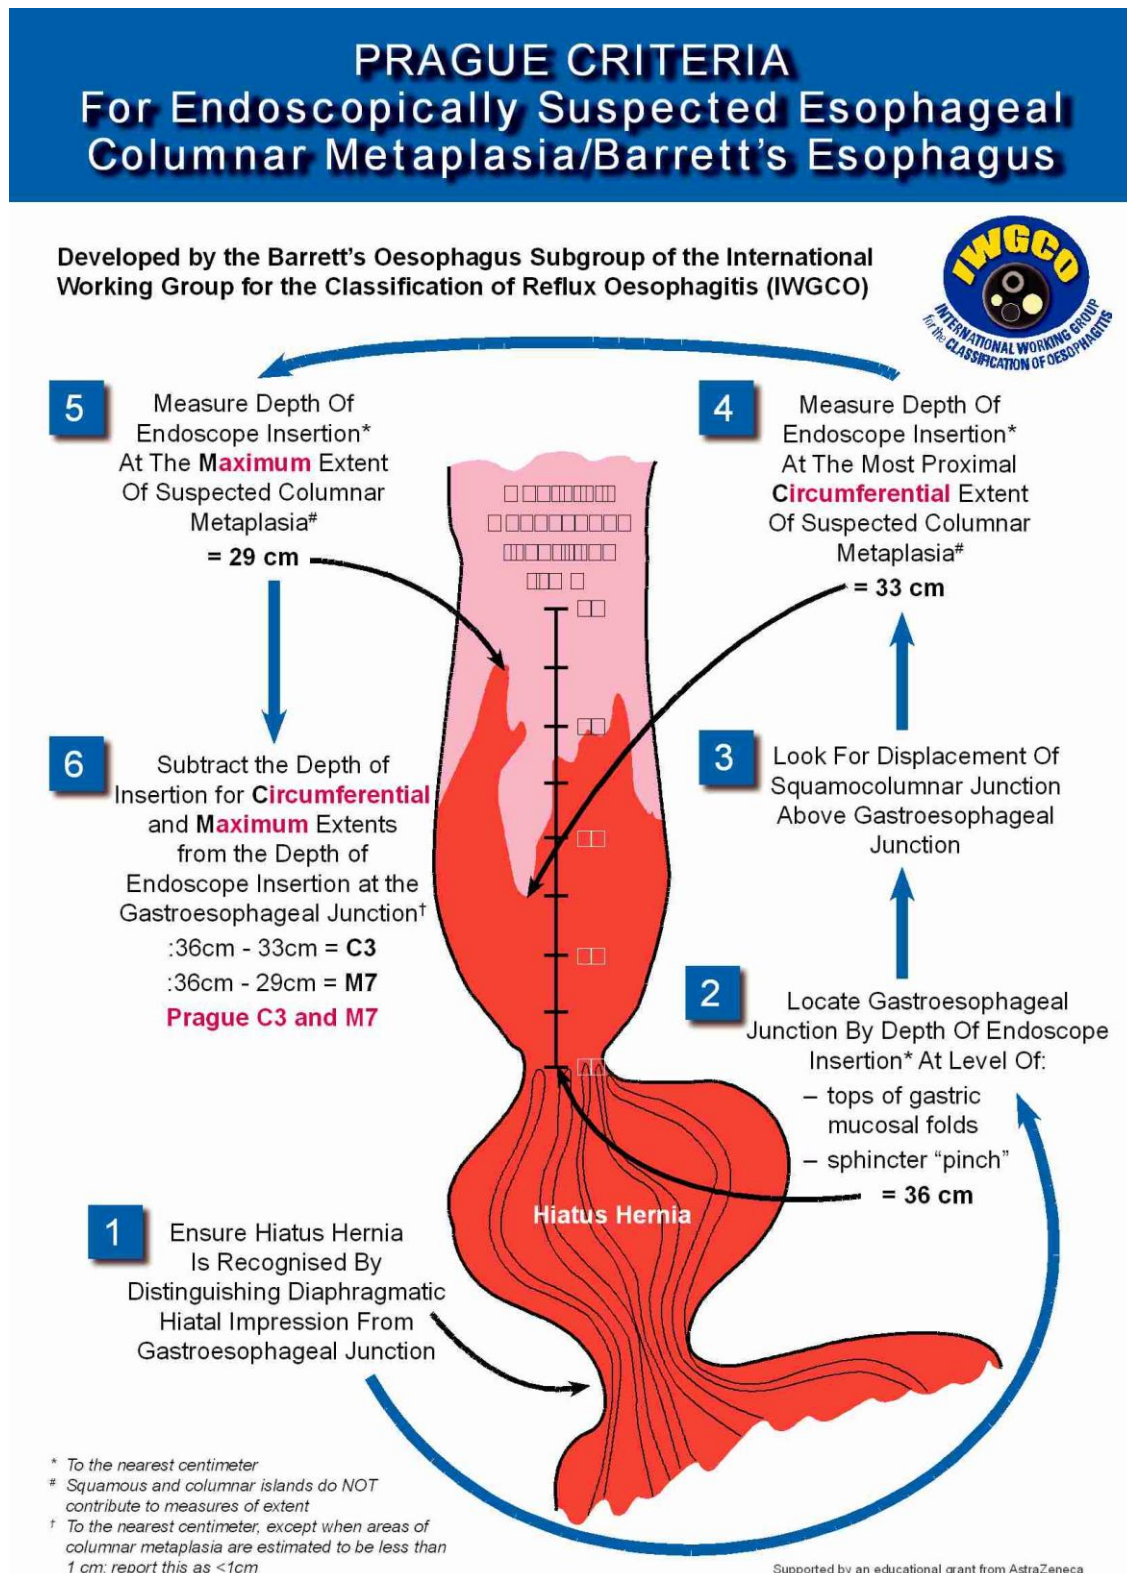 PRAGUE CRITERIA
For Endoscopically Suspected Esophageal
Columnar Metaplasia/Barrett's Esophagus
Developed by the Barrett's Oesophagus Subgroup of the International
Working Group for the Classification of Reflux Oesophagitis (IWGCO)
IWGCO
INTERNATIONAL WORKING GROUP
for the CLASSIFICATION OF OESOPHAGITIS
5
Measure Depth Of
Endoscope Insertion*
At The Maximum Extent
Of Suspected Columnar
Metaplasia#
= 29 cm
4
Measure Depth Of
Endoscope Insertion*
At The Most Proximal
Circumferential Extent
Of Suspected Columnar
Metaplasia#
= 33 cm
6
Subtract the Depth of
Insertion for Circumferential
and Maximum Extents
from the Depth of
Endoscope Insertion at the
Gastroesophageal Junction†
:36cm - 33cm = C3
:36cm - 29cm = M7
Prague C3 and M7
3
Look For Displacement Of
Squamocolumnar Junction
Above Gastroesophageal
Junction
2
Locate Gastroesophageal
Junction By Depth Of Endoscope
Insertion* At Level Of:
– tops of gastric
mucosal folds
– sphincter “pinch”
= 36 cm
Hiatus Hernia
1
Ensure Hiatus Hernia
Is Recognised By
Distinguishing Diaphragmatic
Hiatal Impression From
Gastroesophageal Junction
* To the nearest centimeter
# Squamous and columnar islands do NOT
contribute to measures of extent
† To the nearest centimeter, except when areas of
columnar metaplasia are estimated to be less than
1 cm: report this as <1cm
Supported by an educational grant from AstraZeneca